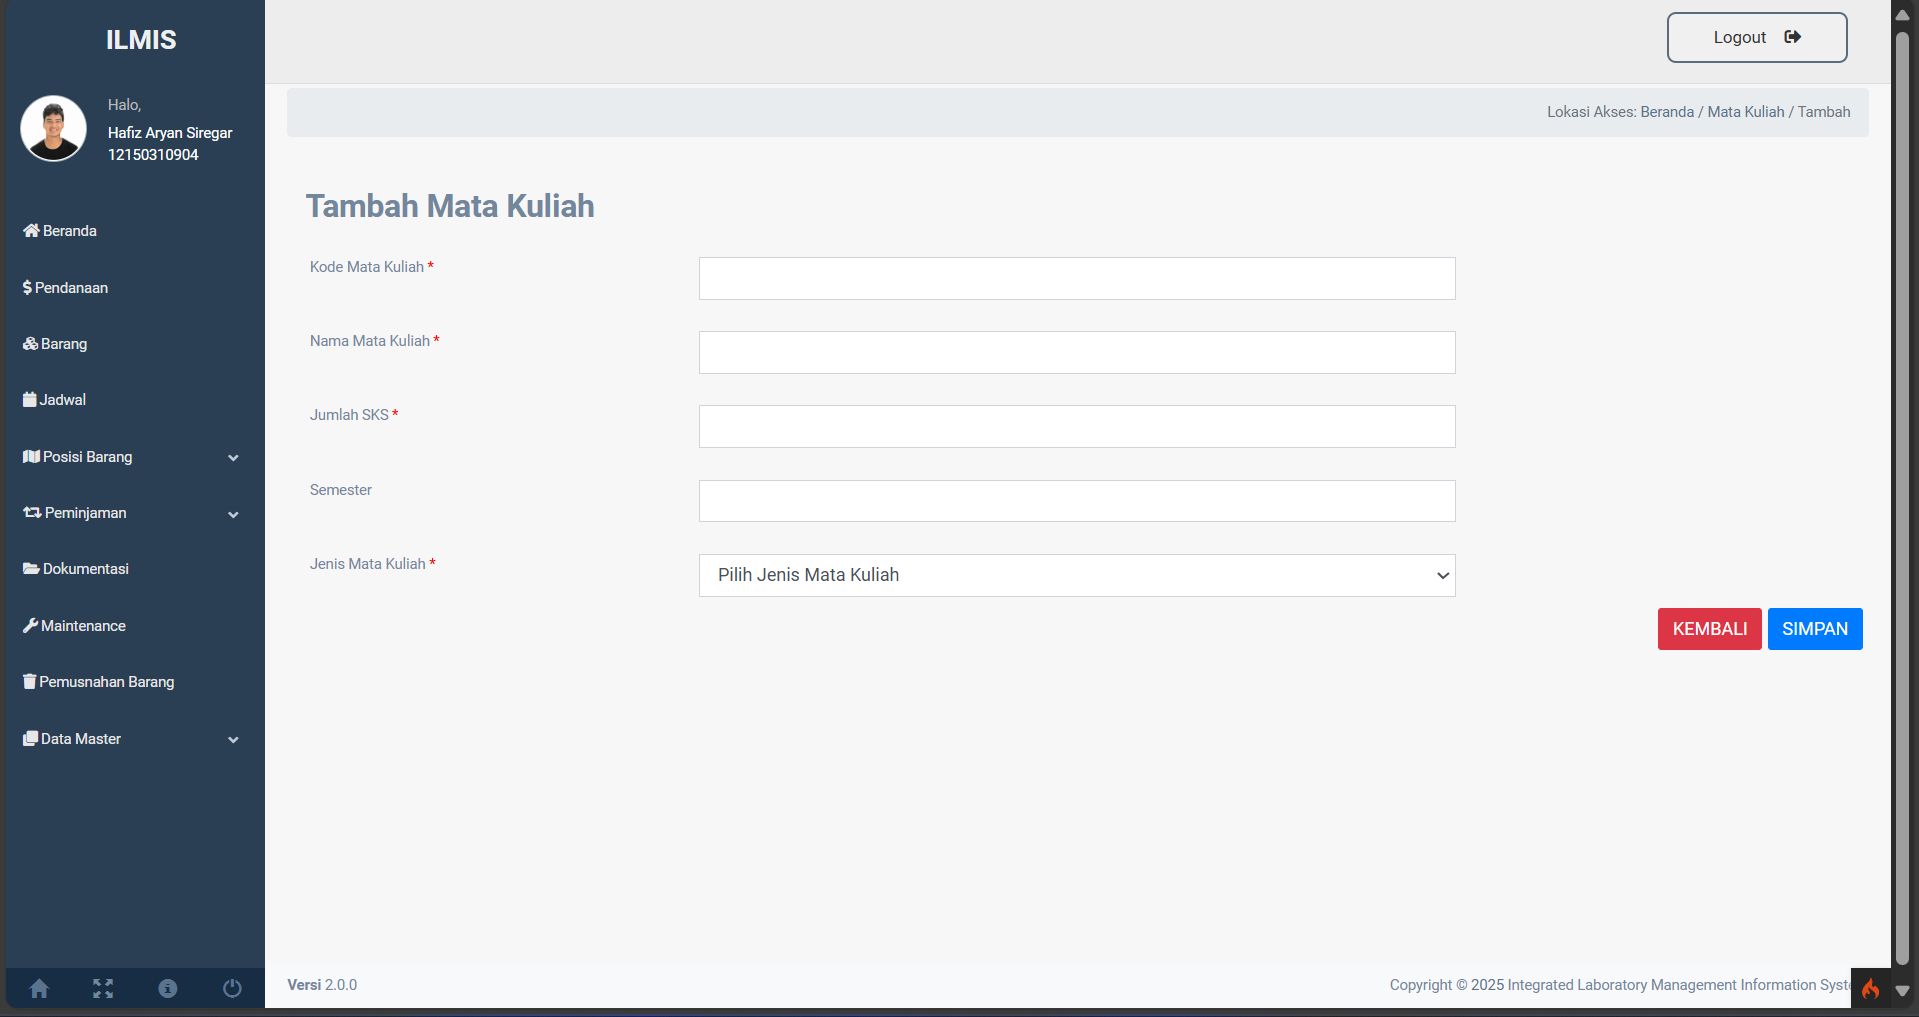 ILMIS
Halo,
Hafiz Aryan Siregar
12150310904
Beranda
Pendanaan
Barang
Jadwal
Posisi Barang
Peminjaman
Dokumentasi
Maintenance
Pemusnahan Barang
Data Master
Logout
Lokasi Akses: Beranda / Mata Kuliah / Tambah
Tambah Mata Kuliah
Kode Mata Kuliah *
Nama Mata Kuliah *
Jumlah SKS *
Semester
Jenis Mata Kuliah *
Pilih Jenis Mata Kuliah
KEMBALI SIMPAN
Versi 2.0.0
Copyright © 2025 Integrated Laboratory Management Information Syste